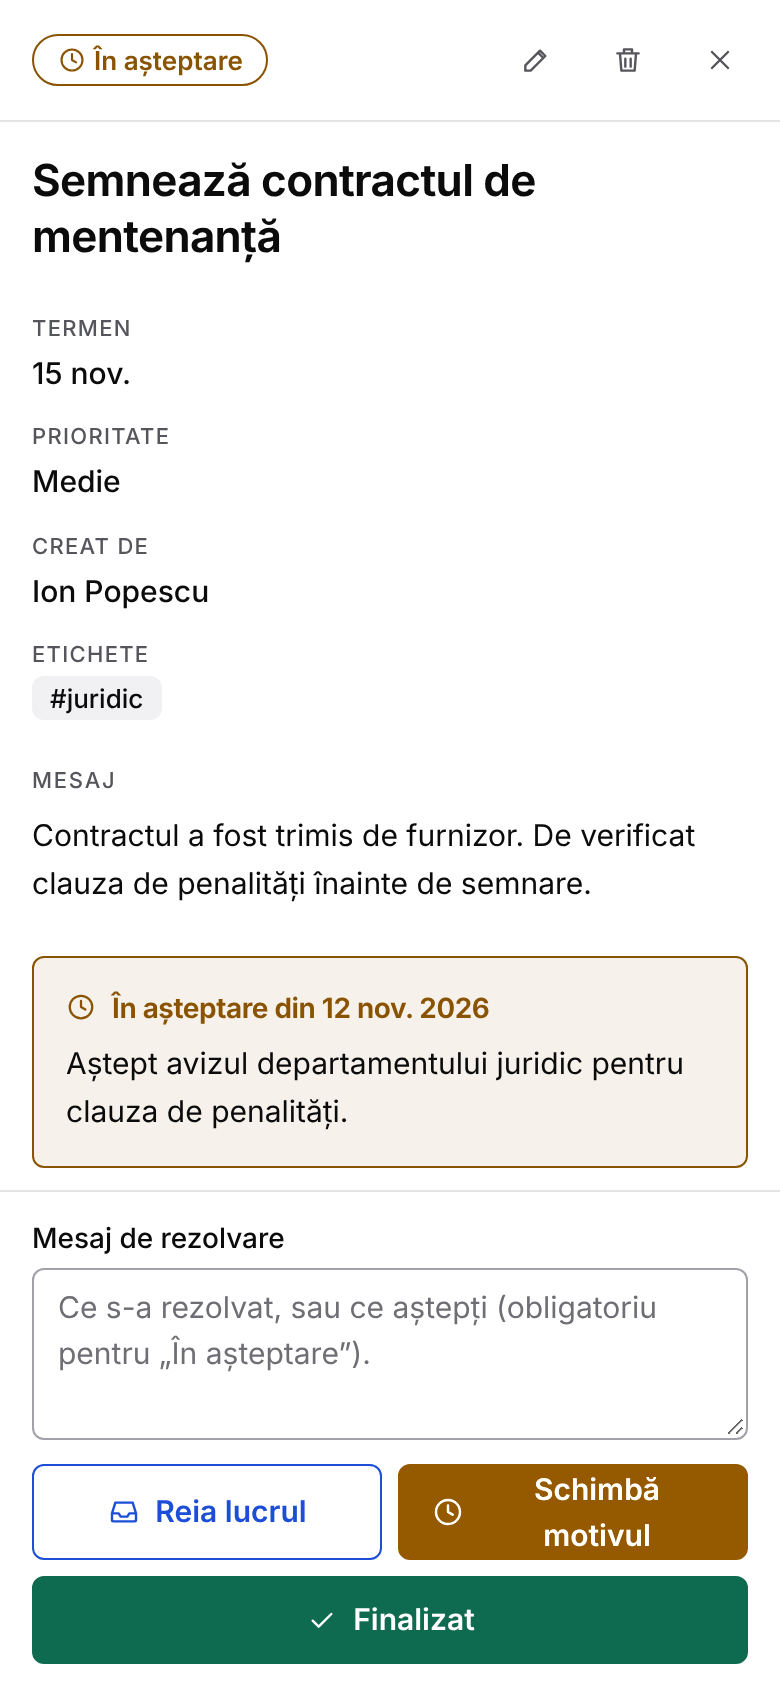 În așteptare
Semnează contractul de
mentenanță
TERMEN
15 nov.
PRIORITATE
Medie
CREAT DE
Ion Popescu
ETICHETE
#juridic
MESAJ
Contractul a fost trimis de furnizor. De verificat
clauza de penalități înainte de semnare.
În așteptare din 12 nov. 2026
Aștept avizul departamentului juridic pentru
clauza de penalități.
Mesaj de rezolvare
Ce s-a rezolvat, sau ce aștepți (obligatoriu
pentru „În așteptare”).
Reia lucrul
Schimbă
motivul
Finalizat